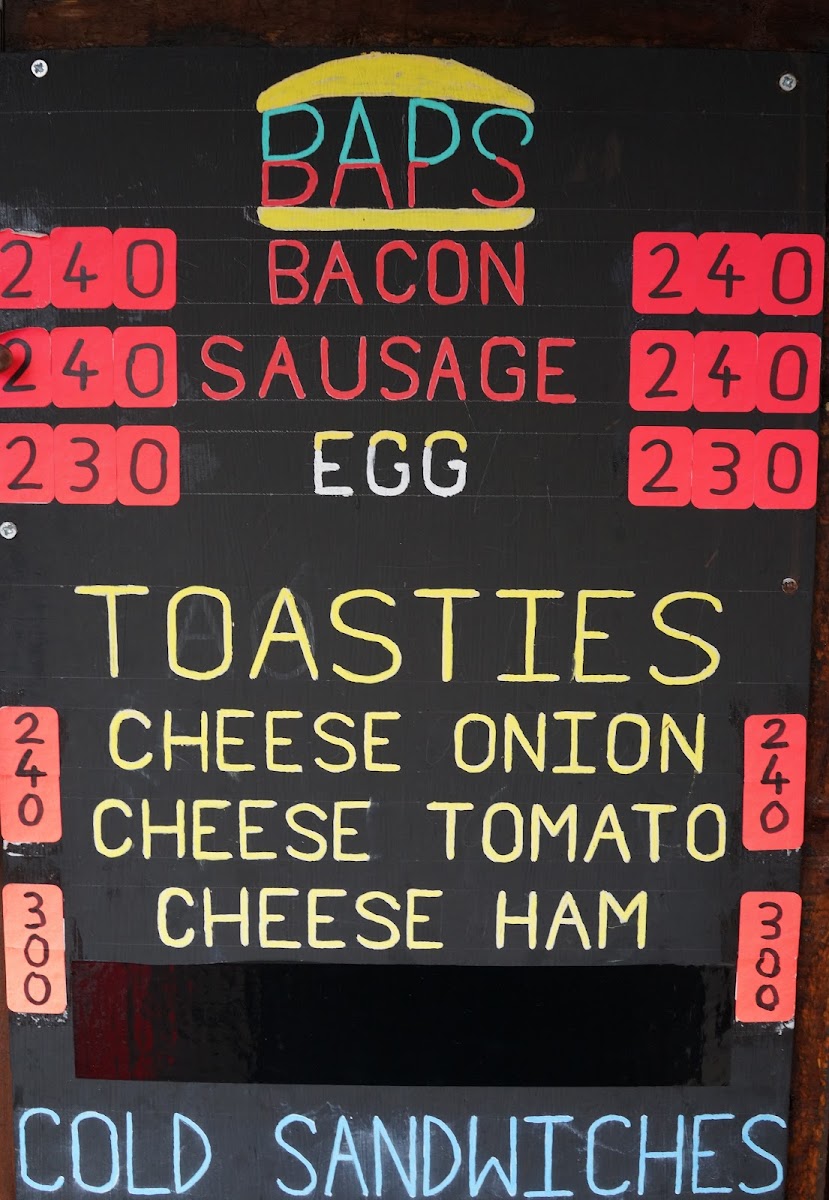 BAPS
240 BACON 240
240 SAUSAGE 240
230 EGG 230
TOASTIES
240 CHEESE ONION 240
CHEESE TOMATO
300 CHEESE HAM 300
COLD SANDWICHES